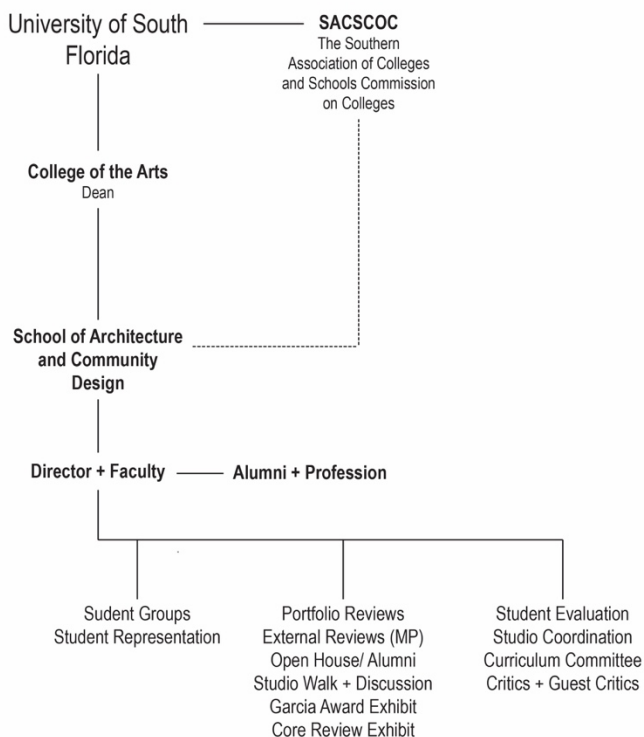 University of South
Florida
SACSCOC
The Southern
Association of Colleges
and Schools Commission
on Colleges
College of the Arts
Dean
School of Architecture
and Community
Design
Director + Faculty
Alumni + Profession
Sudent Groups
Student Representation
Portfolio Reviews
External Reviews (MP)
Open House/ Alumni
Studio Walk + Discussion
Garcia Award Exhibit
Core Review Exhibit
Student Evaluation
Studio Coordination
Curriculum Committee
Critics + Guest Critics